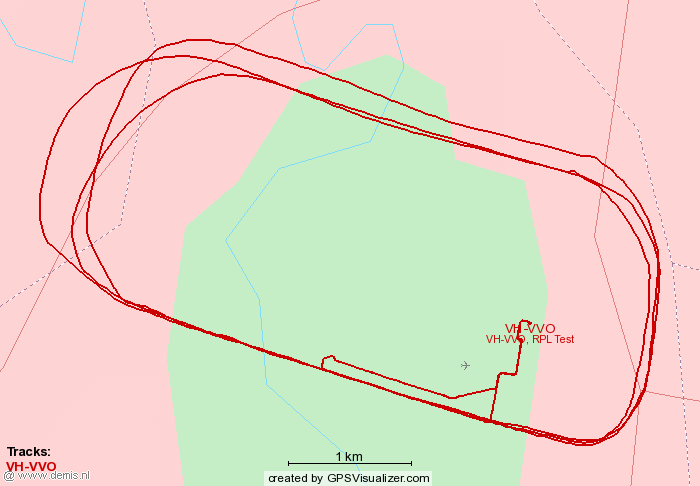 VH-VVO
VH-VVO, RPL Test
1 km
Tracks:
VH-VVO
@ www.demis.nl
created by GPSVisualizer.com